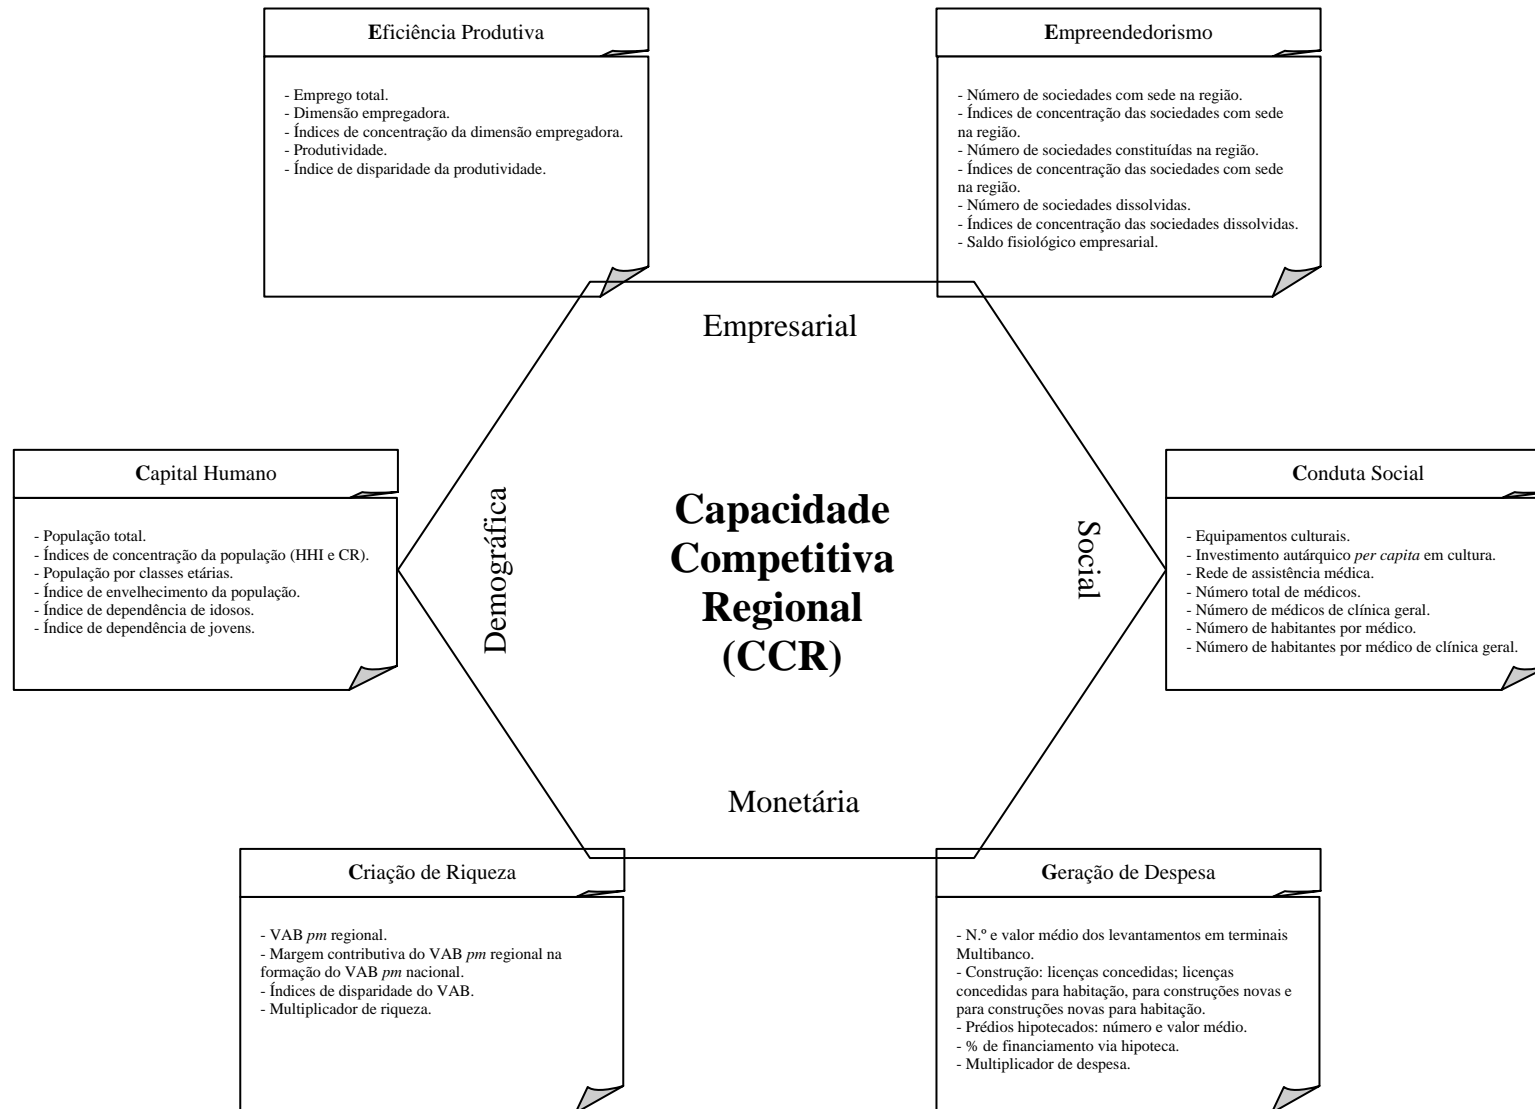 Eficiência Produtiva
- Emprego total.
- Dimensão empregadora.
- Índices de concentração da dimensão empregadora.
- Produtividade.
- Índice de disparidade da produtividade.
Empreendedorismo
- Número de sociedades com sede na região.
- Índices de concentração das sociedades com sede
na região.
- Número de sociedades constituídas na região.
- Índices de concentração das sociedades com sede
na região.
- Número de sociedades dissolvidas.
- Índices de concentração das sociedades dissolvidas.
- Saldo fisiológico empresarial.
Empresarial
Capital Humano
- População total.
- Índices de concentração da população (HHI e CR).
- População por classes etárias.
- Índice de envelhecimento da população.
- Índice de dependência de idosos.
- Índice de dependência de jovens.
Demográfica
Capacidade
Competitiva
Regional
(CCR)
Social
Conduta Social
- Equipamentos culturais.
- Investimento autárquico per capita em cultura.
- Rede de assistência médica.
- Número total de médicos.
- Número de médicos de clínica geral.
- Número de habitantes por médico.
- Número de habitantes por médico de clínica geral.
Monetária
Criação de Riqueza
- VAB pm regional.
- Margem contributiva do VAB pm regional na
formação do VAB pm nacional.
- Índices de disparidade do VAB.
- Multiplicador de riqueza.
Geração de Despesa
- N.º e valor médio dos levantamentos em terminais
Multibanco.
- Construção: licenças concedidas; licenças
concedidas para habitação, para construções novas e
para construções novas para habitação.
- Prédios hipotecados: número e valor médio.
- % de financiamento via hipoteca.
- Multiplicador de despesa.